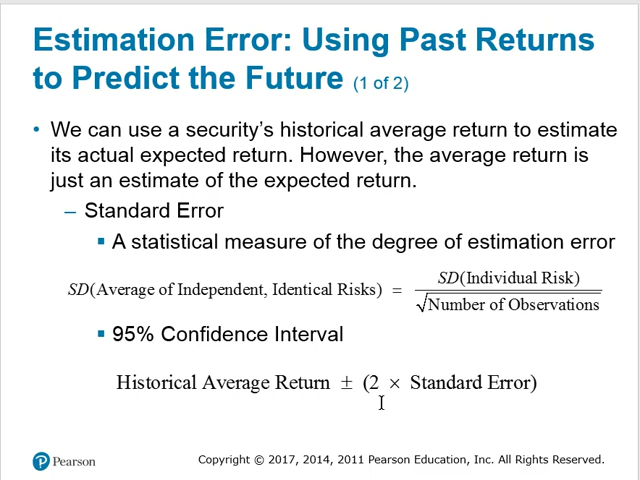 Estimation Error: Using Past Returns
to Predict the Future (1 of 2)
• We can use a security’s historical average return to estimate
its actual expected return. However, the average return is
just an estimate of the expected return.
– Standard Error
▪ A statistical measure of the degree of estimation error
SD(Average of Independent, Identical Risks) = SD(Individual Risk) / √Number of Observations
▪ 95% Confidence Interval
Historical Average Return ± (2 × Standard Error)
Pearson
Copyright © 2017, 2014, 2011 Pearson Education, Inc. All Rights Reserved.